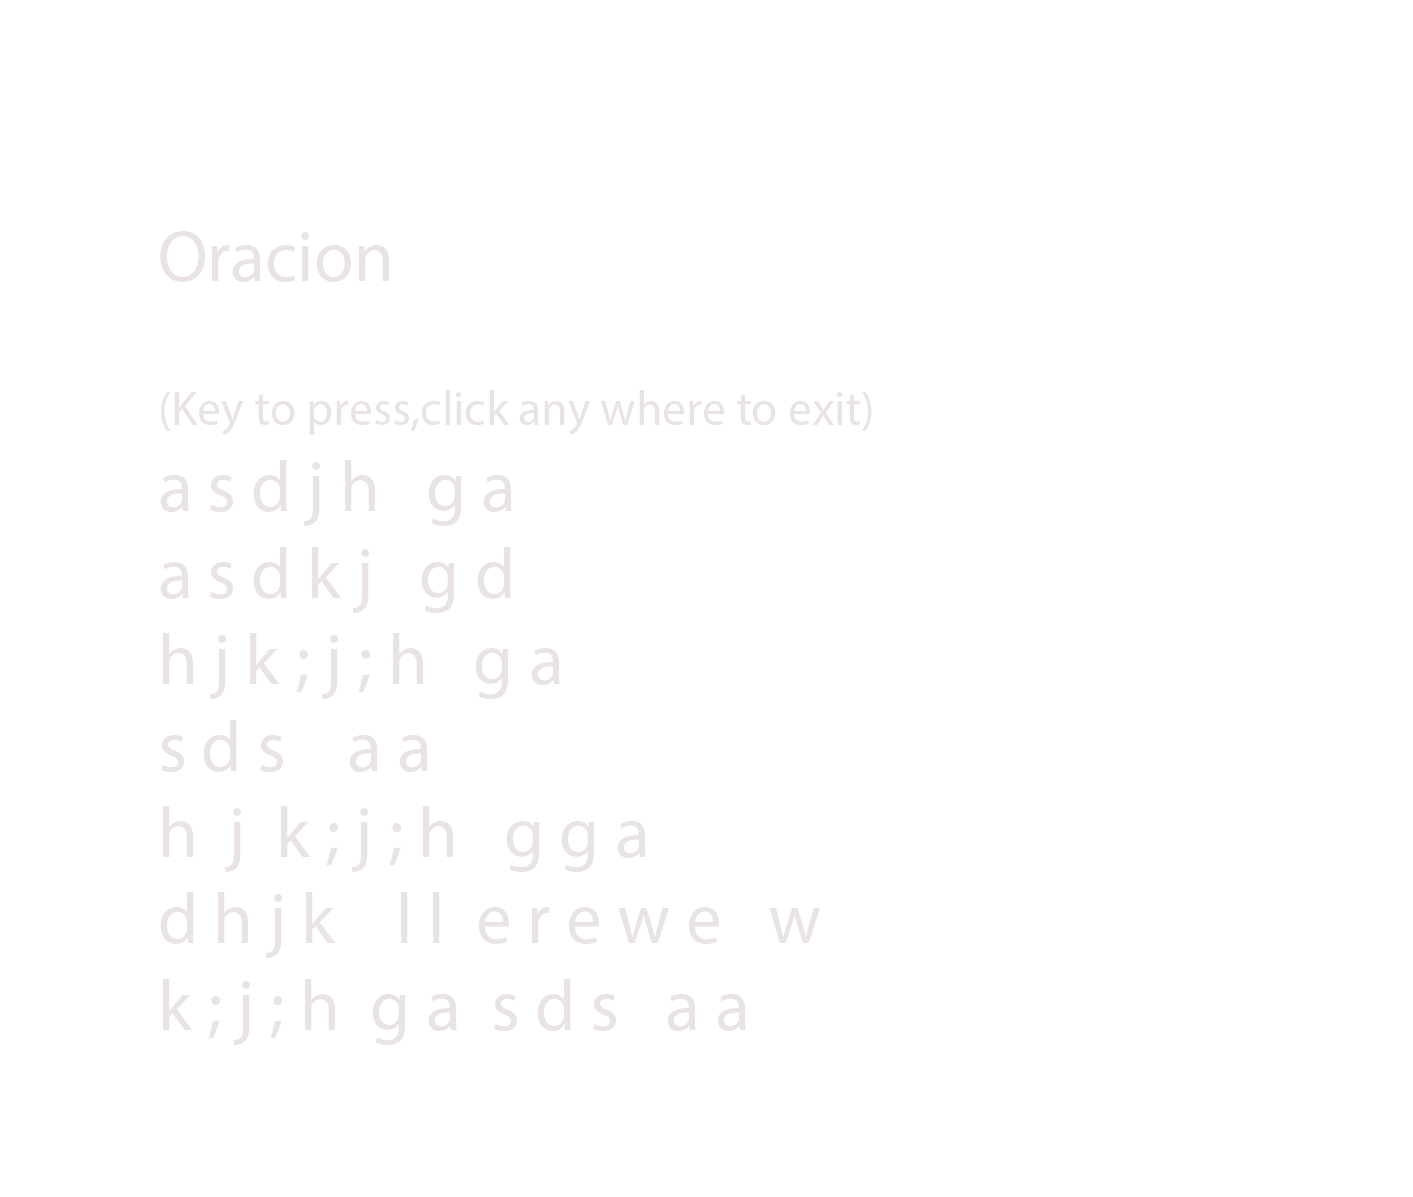 Oracion
(Key to press,click any where to exit)
a s d j h   g a
a s d k j   g d
h j k ; j ; h   g a
s d s    a a
h  j  k ; j ; h   g g a
d h j k    l l  e r e w e   w
k ; j ; h  g a  s d s   a a